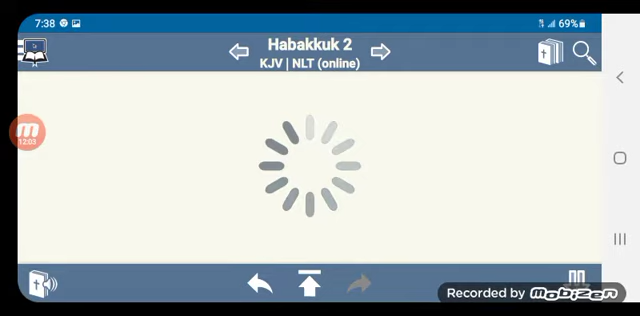 7:38 69%
Habakkuk 2
KJV | NLT (online)
12:03
Recorded by MOBIZEN